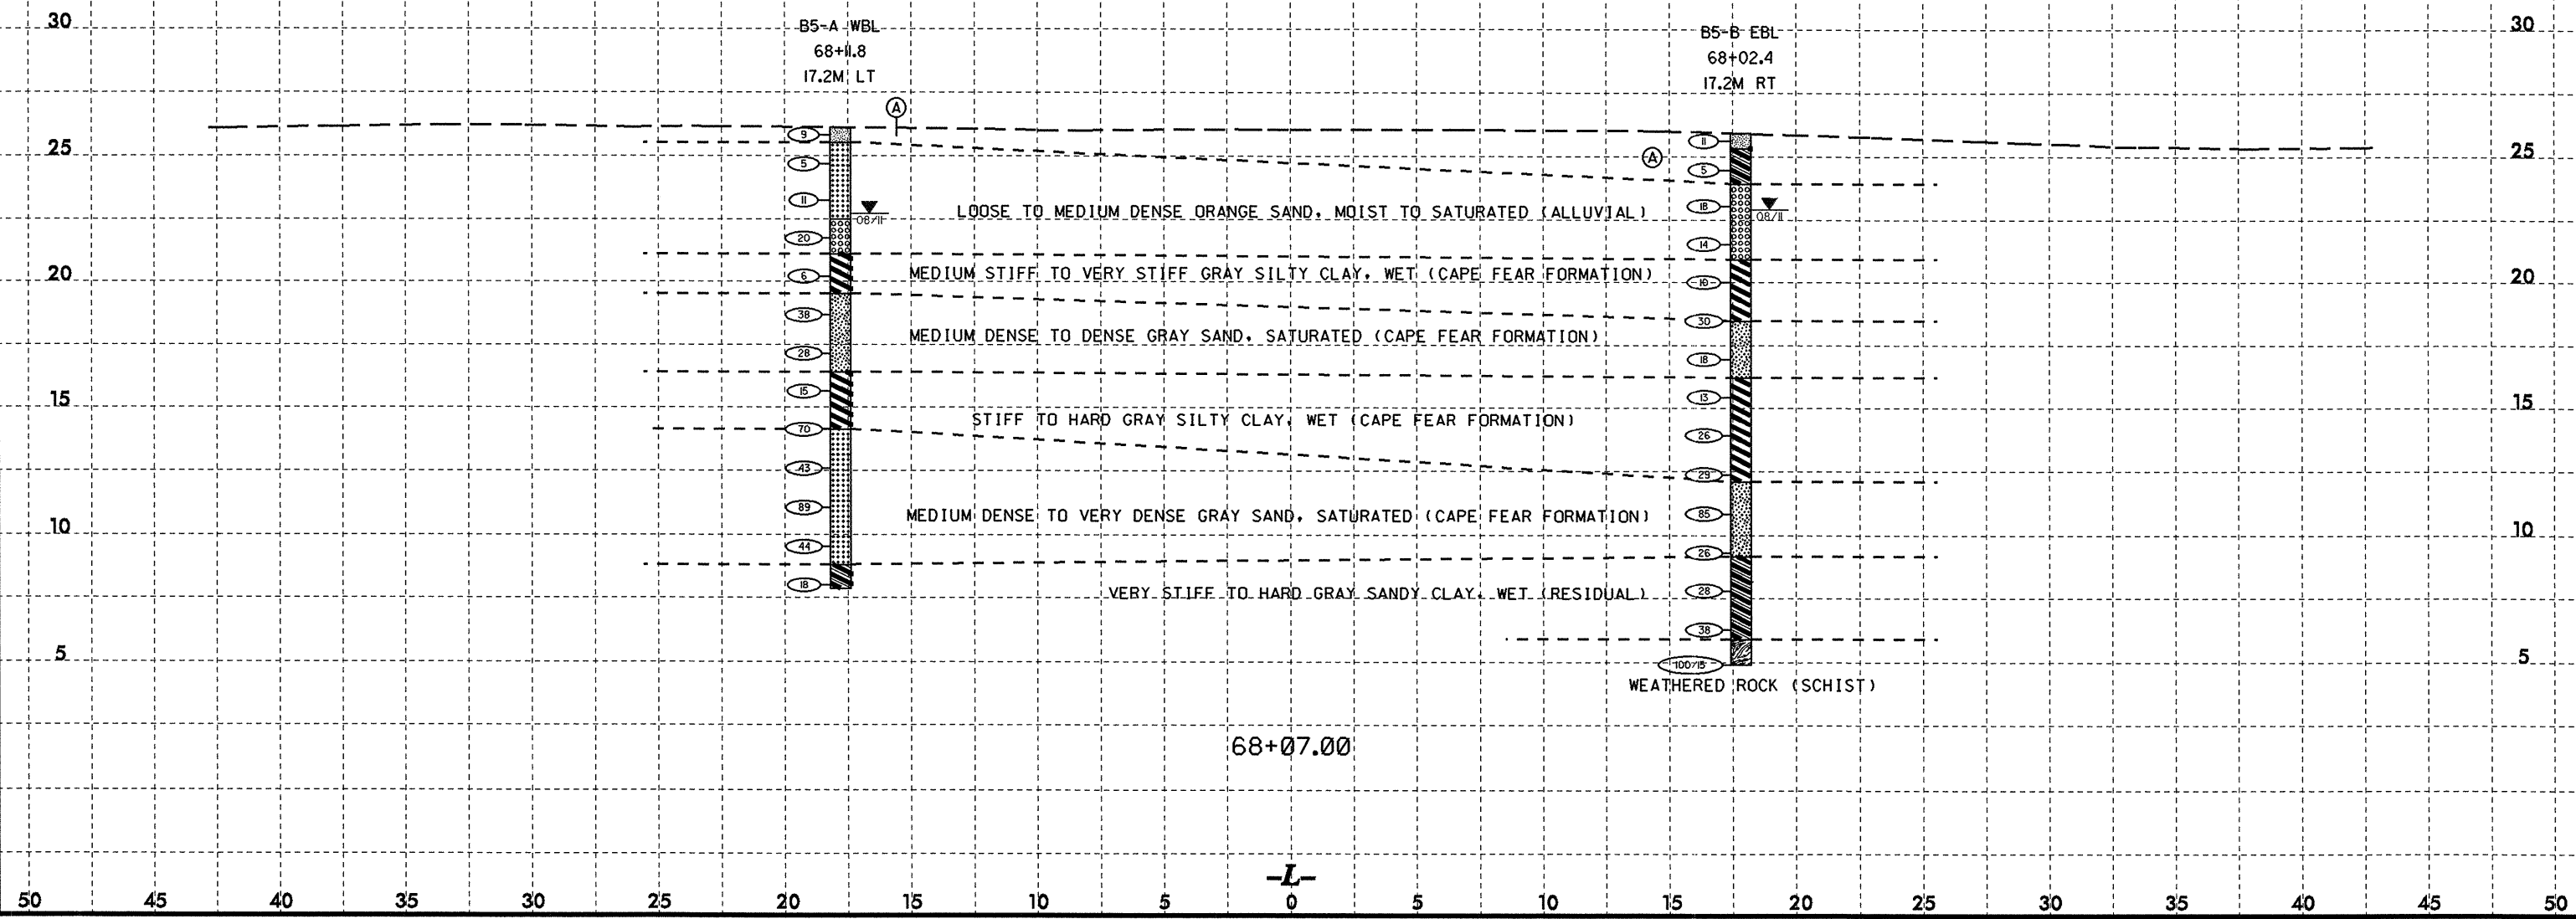 30 30
B5-A WBL
68+11.8
17.2M LT
B5-B EBL
68+02.4
17.2M RT
A
9
11
25 25
A
5
5
11
18
08/11
08/11
LOOSE TO MEDIUM DENSE ORANGE SAND, MOIST TO SATURATED (ALLUVIAL)
20
14
20 20
6
MEDIUM STIFF TO VERY STIFF GRAY SILTY CLAY, WET (CAPE FEAR FORMATION)
10
38
30
MEDIUM DENSE TO DENSE GRAY SAND, SATURATED (CAPE FEAR FORMATION)
28
18
15
13
15 15
STIFF TO HARD GRAY SILTY CLAY, WET (CAPE FEAR FORMATION)
70
26
43
29
89
85
MEDIUM DENSE TO VERY DENSE GRAY SAND, SATURATED (CAPE FEAR FORMATION)
10 10
44
26
18
28
VERY STIFF TO HARD GRAY SANDY CLAY, WET (RESIDUAL)
38
5 5
100/15
WEATHERED ROCK (SCHIST)
68+07.00
-L-
50 45 40 35 30 25 20 15 10 5 0 5 10 15 20 25 30 35 40 45 50